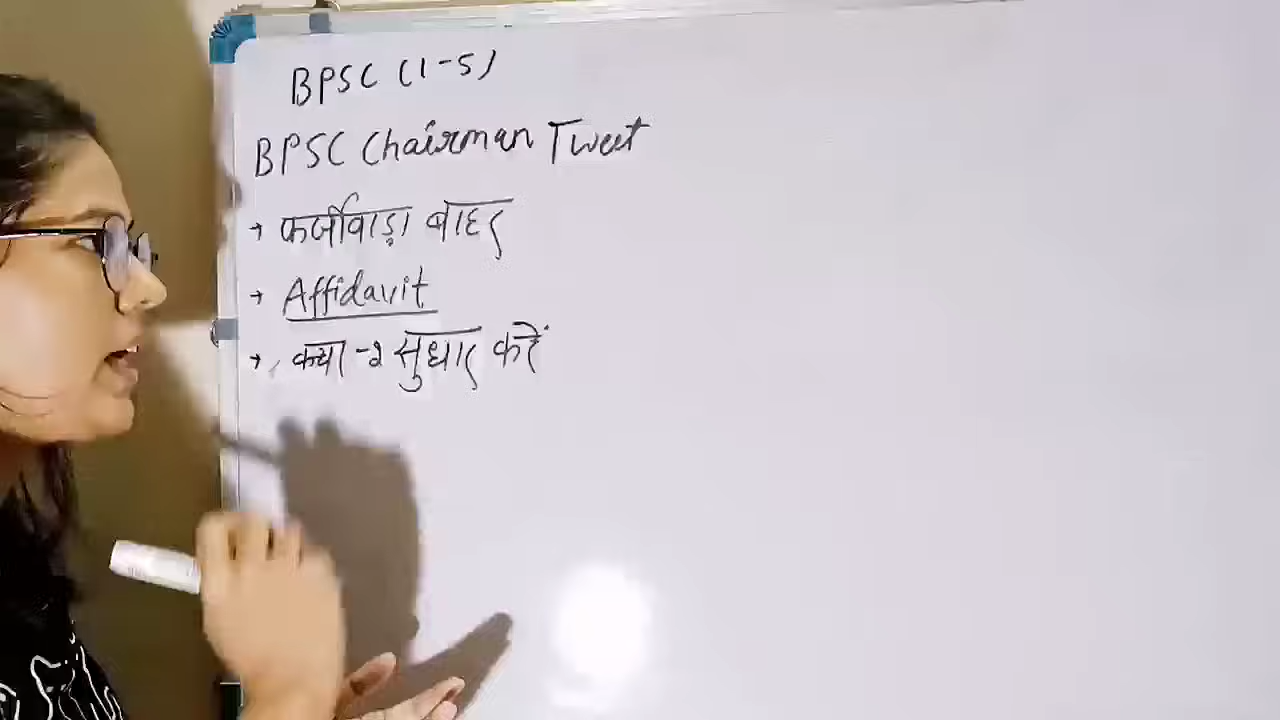 BPSC (1-5)
BPSC Chairman Tweet
→ फर्जीवाड़ा बाहर
→ Affidavit
→ क्या-2 सुधार करें